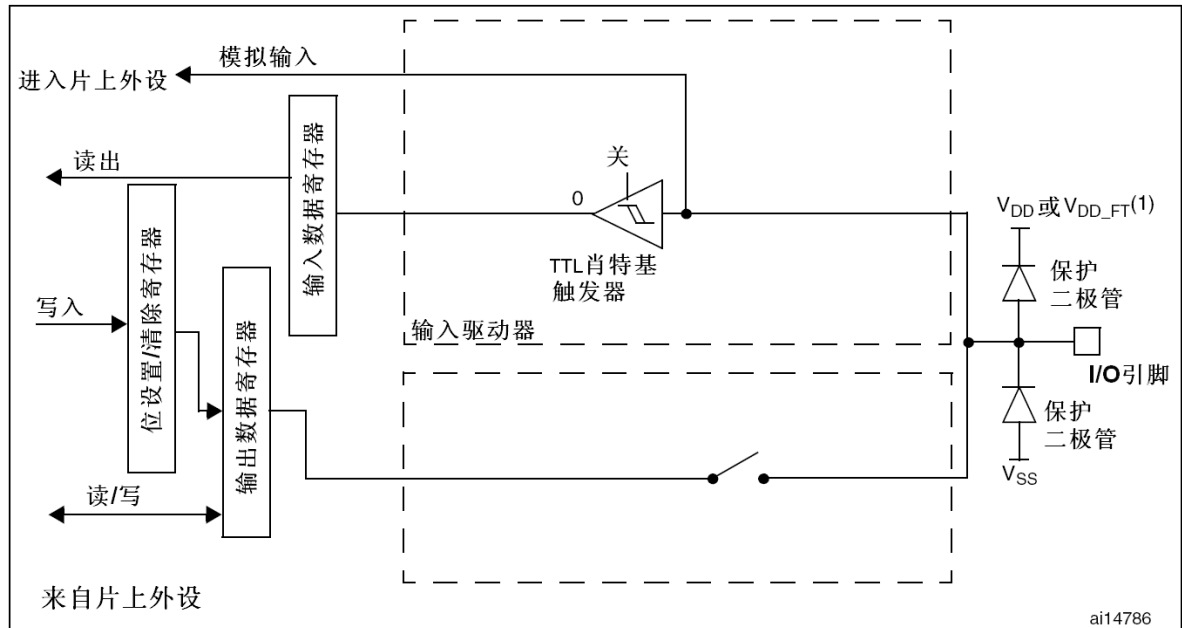 模拟输入
进入片上外设
读出
输入数据寄存器
关
0
TTL肖特基
触发器
输入驱动器
V_DD或V_DD_FT(1)
保护
二极管
I/O引脚
保护
二极管
V_SS
写入
位设置/清除寄存器
输出数据寄存器
读/写
来自片上外设
ai14786